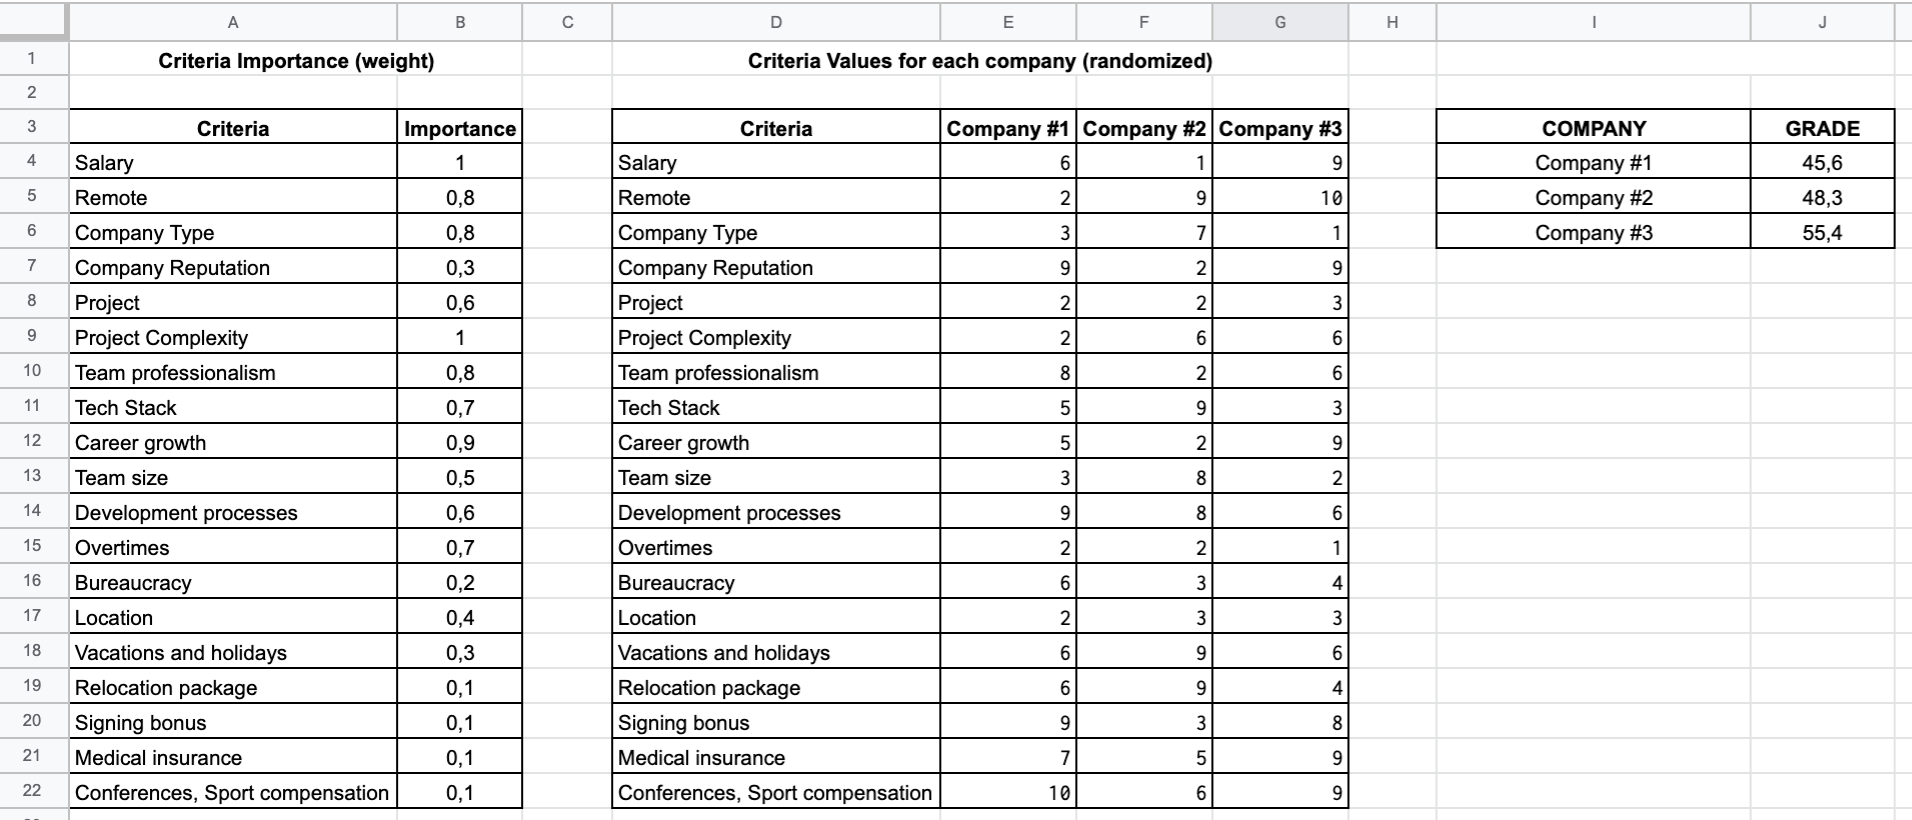 A B C D E F G H I J
1 Criteria Importance (weight) Criteria Values for each company (randomized)
2
3 Criteria Importance Criteria Company #1 Company #2 Company #3 COMPANY GRADE
4 Salary 1 Salary 6 1 9 Company #1 45,6
5 Remote 0,8 Remote 2 9 10 Company #2 48,3
6 Company Type 0,8 Company Type 3 7 1 Company #3 55,4
7 Company Reputation 0,3 Company Reputation 9 2 9
8 Project 0,6 Project 2 2 3
9 Project Complexity 1 Project Complexity 2 6 6
10 Team professionalism 0,8 Team professionalism 8 2 6
11 Tech Stack 0,7 Tech Stack 5 9 3
12 Career growth 0,9 Career growth 5 2 9
13 Team size 0,5 Team size 3 8 2
14 Development processes 0,6 Development processes 9 8 6
15 Overtimes 0,7 Overtimes 2 2 1
16 Bureaucracy 0,2 Bureaucracy 6 3 4
17 Location 0,4 Location 2 3 3
18 Vacations and holidays 0,3 Vacations and holidays 6 9 6
19 Relocation package 0,1 Relocation package 6 9 4
20 Signing bonus 0,1 Signing bonus 9 3 8
21 Medical insurance 0,1 Medical insurance 7 5 9
22 Conferences, Sport compensation 0,1 Conferences, Sport compensation 10 6 9